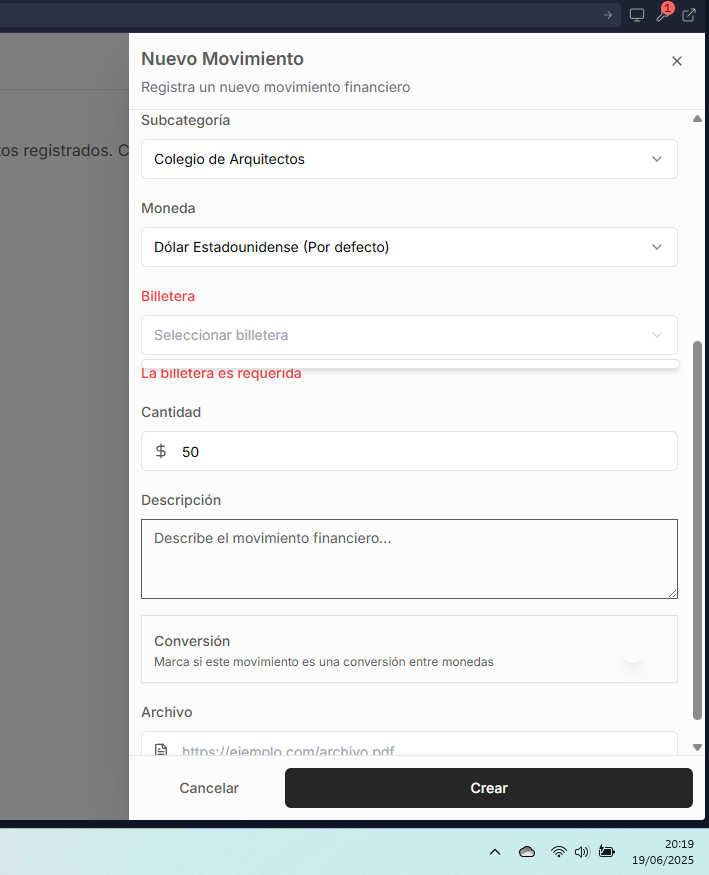 1
Nuevo Movimiento
Registra un nuevo movimiento financiero
os registrados. C
Subcategoría
Colegio de Arquitectos
Moneda
Dólar Estadounidense (Por defecto)
Billetera
Seleccionar billetera
La billetera es requerida
Cantidad
$ 50
Descripción
Describe el movimiento financiero...
Conversión
Marca si este movimiento es una conversión entre monedas
Archivo
https://ejemplo.com/archivo.pdf
Cancelar
Crear
20:19
19/06/2025